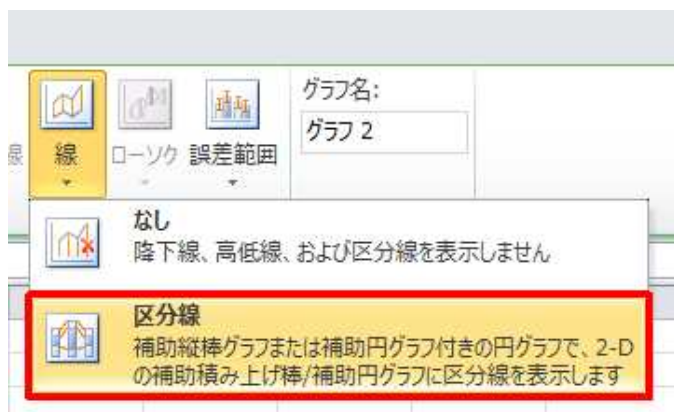 グラフ名:
グラフ 2
線
線
ローソク
誤差範囲
なし
降下線、高低線、および区分線を表示しません
区分線
補助縦棒グラフまたは補助円グラフ付きの円グラフで、2-D
の補助積み上げ棒/補助円グラフに区分線を表示します